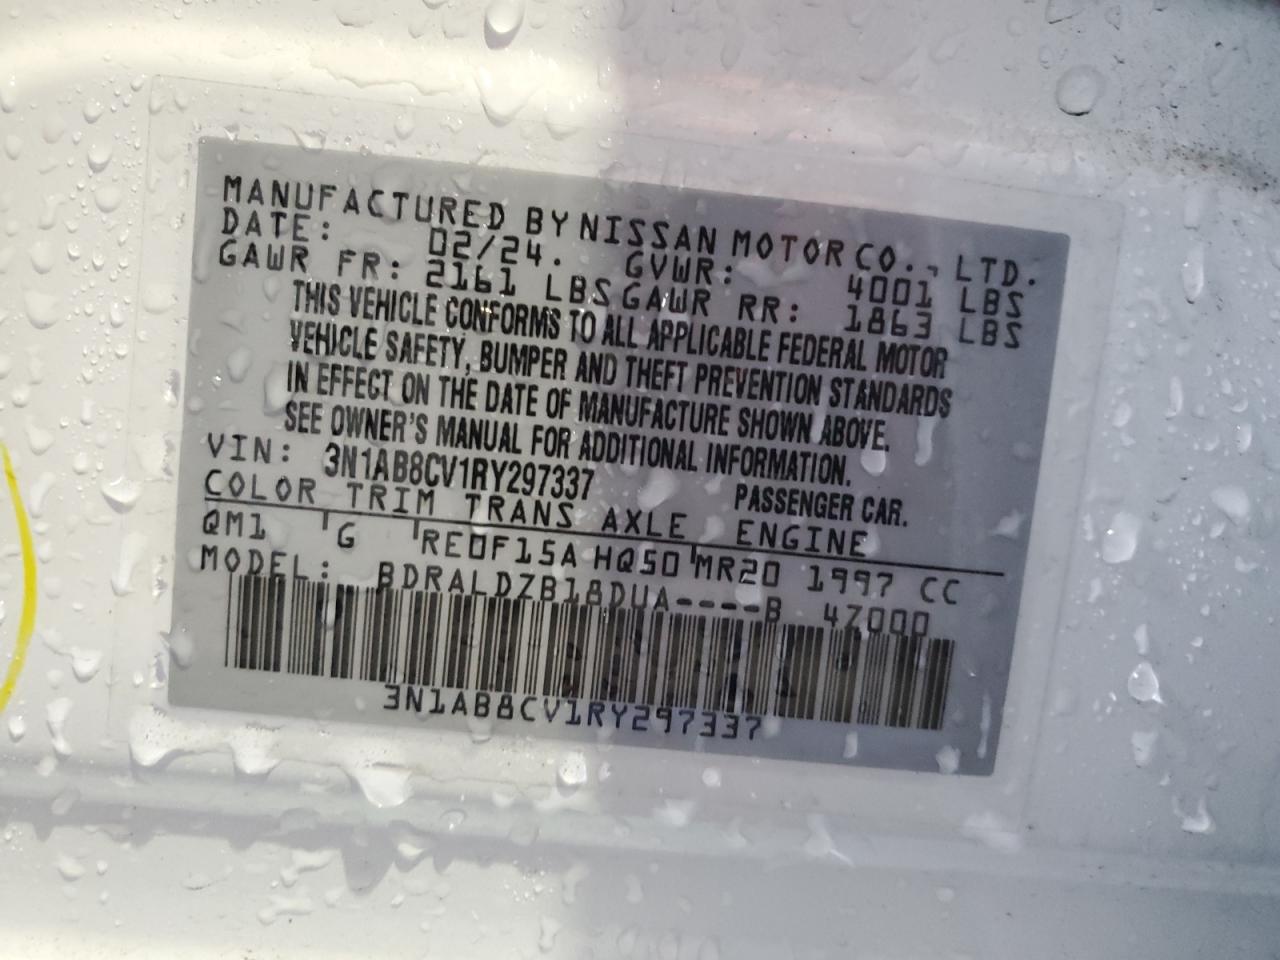 MANUFACTURED BY NISSAN MOTOR CO., LTD.
DATE: 02/24. GVWR: 4001 LBS
GAWR FR: 2161 LBS GAWR RR: 1863 LBS
THIS VEHICLE CONFORMS TO ALL APPLICABLE FEDERAL MOTOR
VEHICLE SAFETY, BUMPER AND THEFT PREVENTION STANDARDS
IN EFFECT ON THE DATE OF MANUFACTURE SHOWN ABOVE.
SEE OWNER'S MANUAL FOR ADDITIONAL INFORMATION.
VIN: 3N1AB8CV1RY297337 PASSENGER CAR.
COLOR TRIM TRANS AXLE ENGINE
QM1 G RE0F15A HQ50 MR20 1997 CC
MODEL: BDRALDZB18DUA----B 4Z000
3N1AB8CV1RY297337